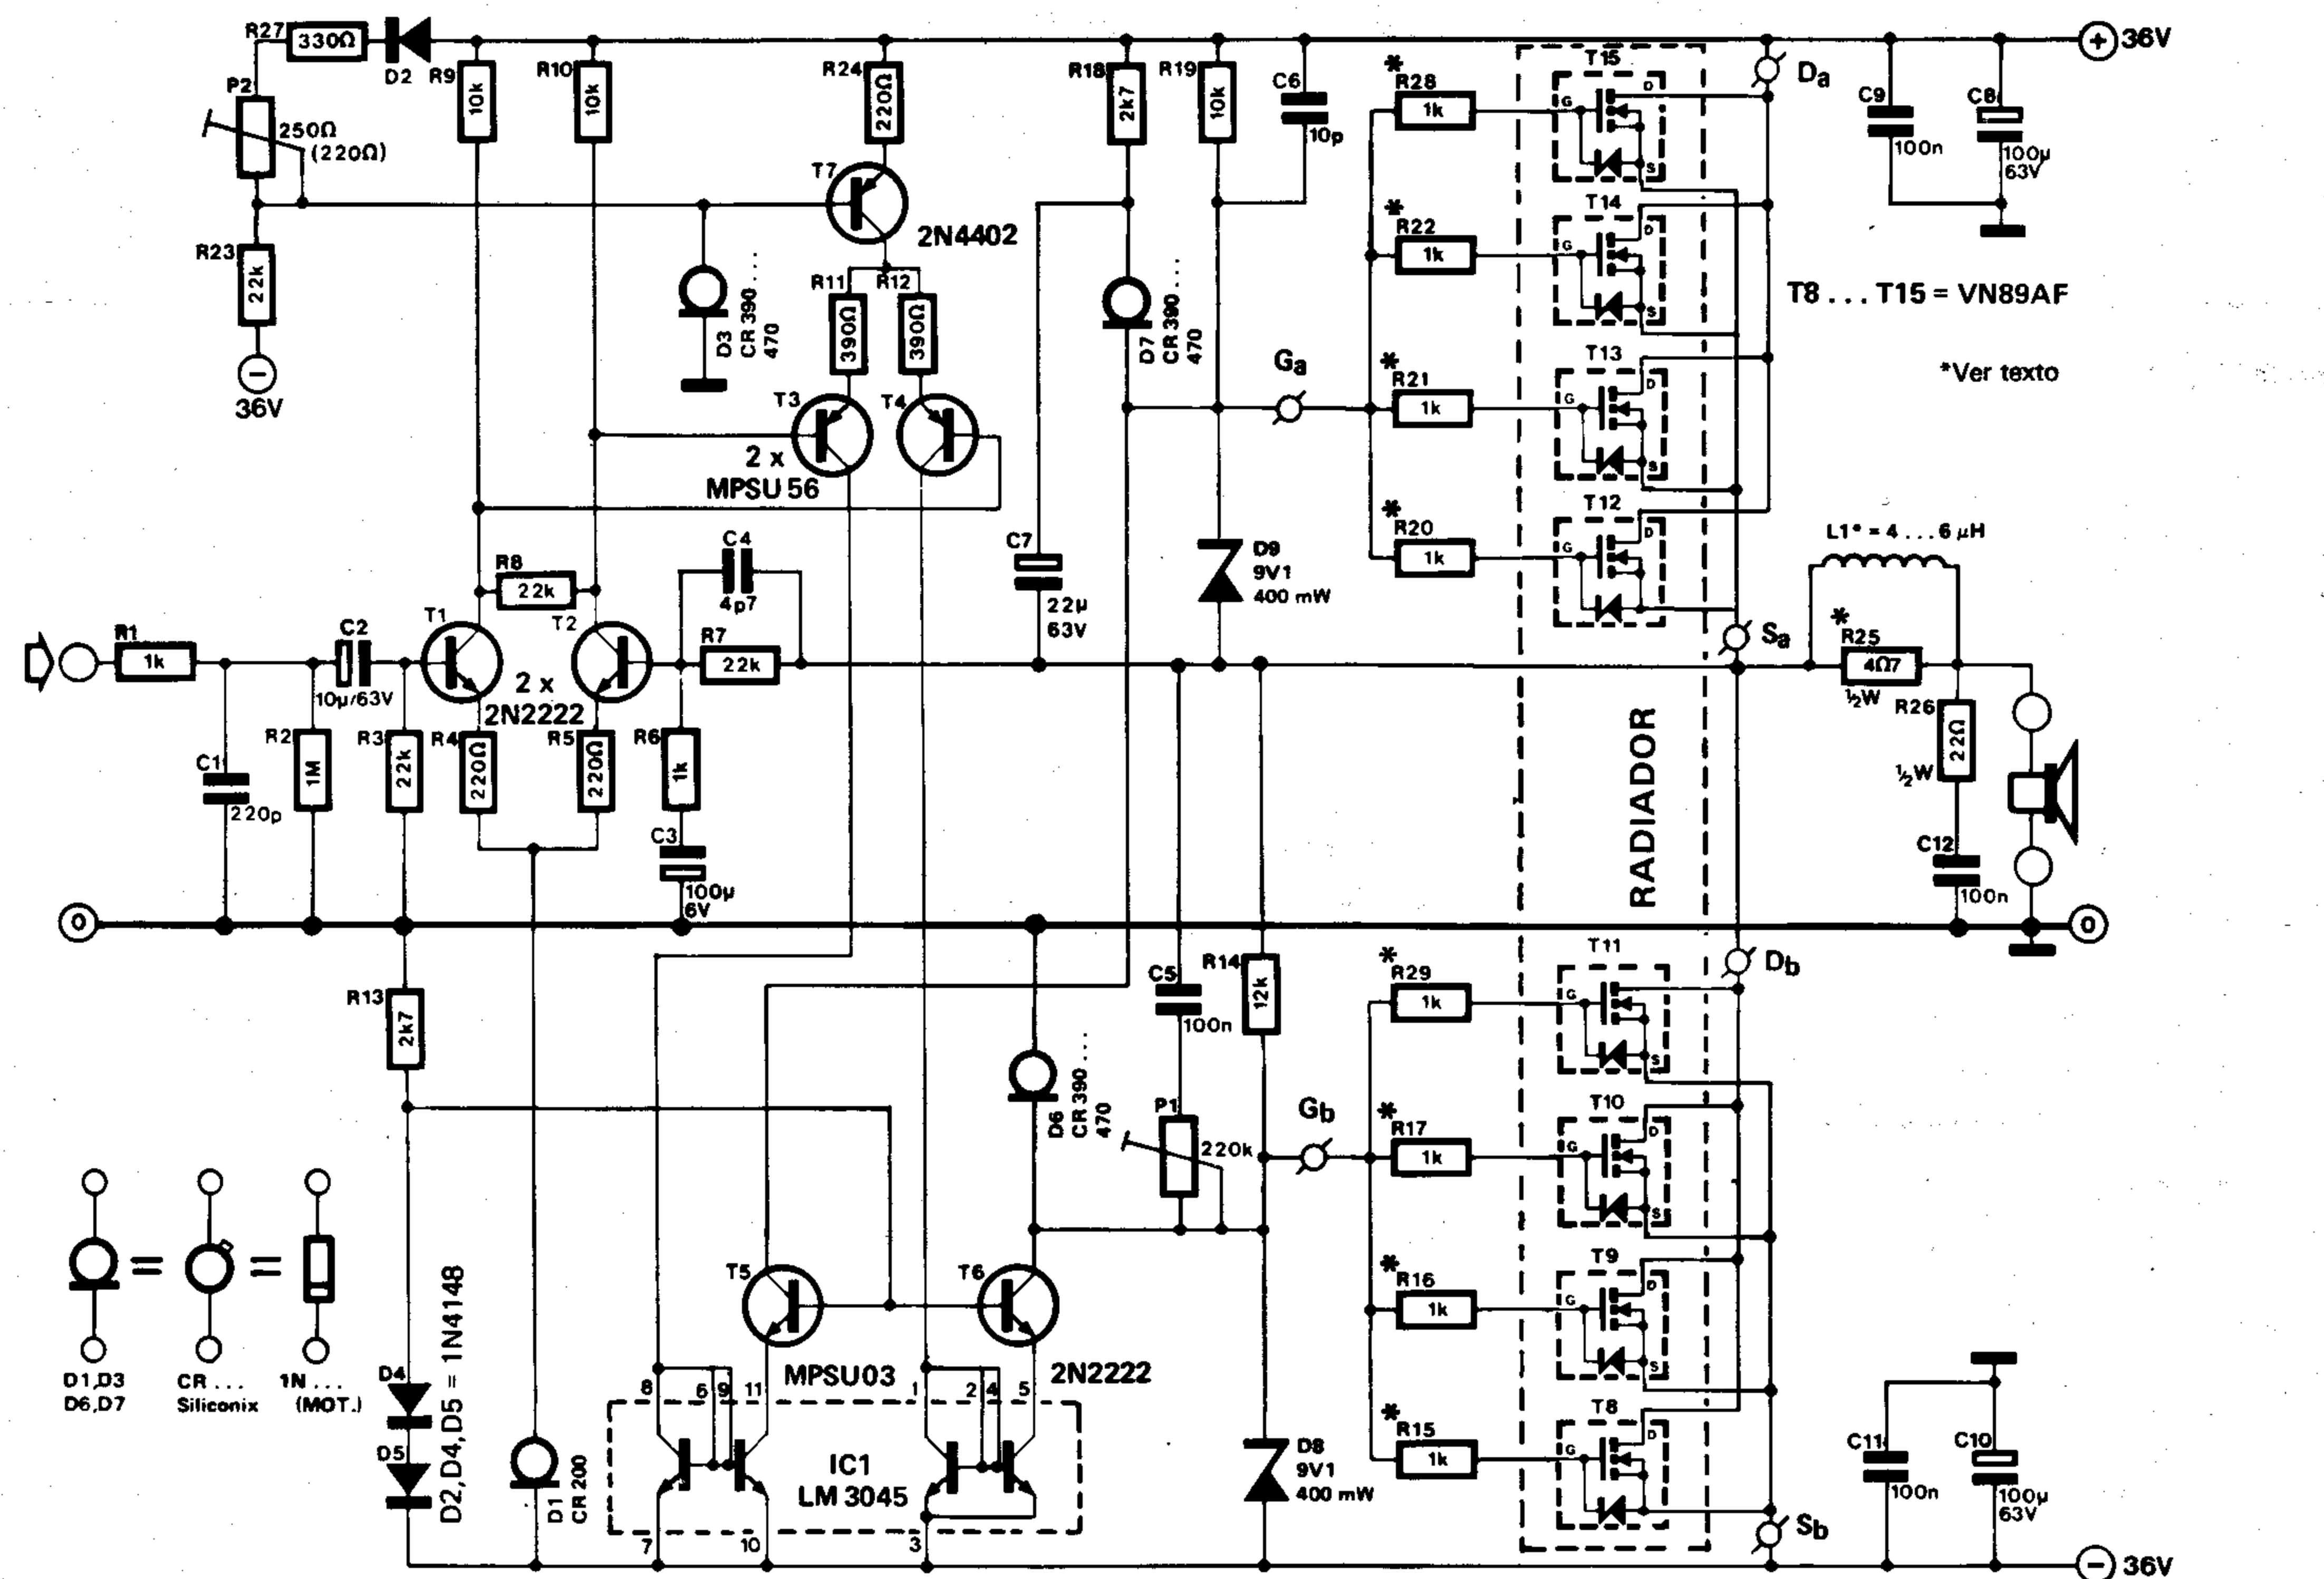 R27
330Ω
D2
R9
10k
R10
10k
R24
220Ω
R18
2k7
R19
10k
C6
10p
*
R28
1k
T15
G
D
S
Da
C9
100n
C8
100µ
63V
+
36V
P2
250Ω
(220Ω)
T7
2N4402
*
R22
1k
T14
G
D
S
R23
22k
−
36V
D3
CR 390...
470
R11
390Ω
R12
390Ω
D7
CR 390...
470
T8...T15 = VN89AF
*Ver texto
Ga
*
R21
1k
T13
G
D
S
T3
T4
2 x
MPSU 56
*
R20
1k
T12
G
D
S
C4
4p7
C7
22µ
63V
D9
9V1
400 mW
L1* = 4...6 µH
R8
22k
T1
T2
2 x
2N2222
R7
22k
Sa
*
R25
4Ω7
½W
R1
1k
C2
10µ/63V
C1
220p
R2
1M
R3
22k
R4
220Ω
R5
220Ω
R6
1k
C3
100µ
6V
RADIADOR
R26
22Ω
½W
C12
100n
0
0
R13
2k7
C5
100n
R14
12k
*
R29
1k
T11
G
S
Db
D6
CR 390...
470
P1
220k
Gb
*
R17
1k
T10
G
D
S
T5
MPSU03
T6
2N2222
*
R16
1k
T9
G
D
S
D1,D3
D6,D7
CR...
Siliconix
1N...
(MOT.)
D4
D5
D2,D4,D5 = 1N4148
D1
CR 200
8
6
9
11
1
2
4
5
IC1
LM 3045
7
10
3
D8
9V1
400 mW
*
R15
1k
T8
G
D
S
Sb
C11
100n
C10
100µ
63V
−
36V